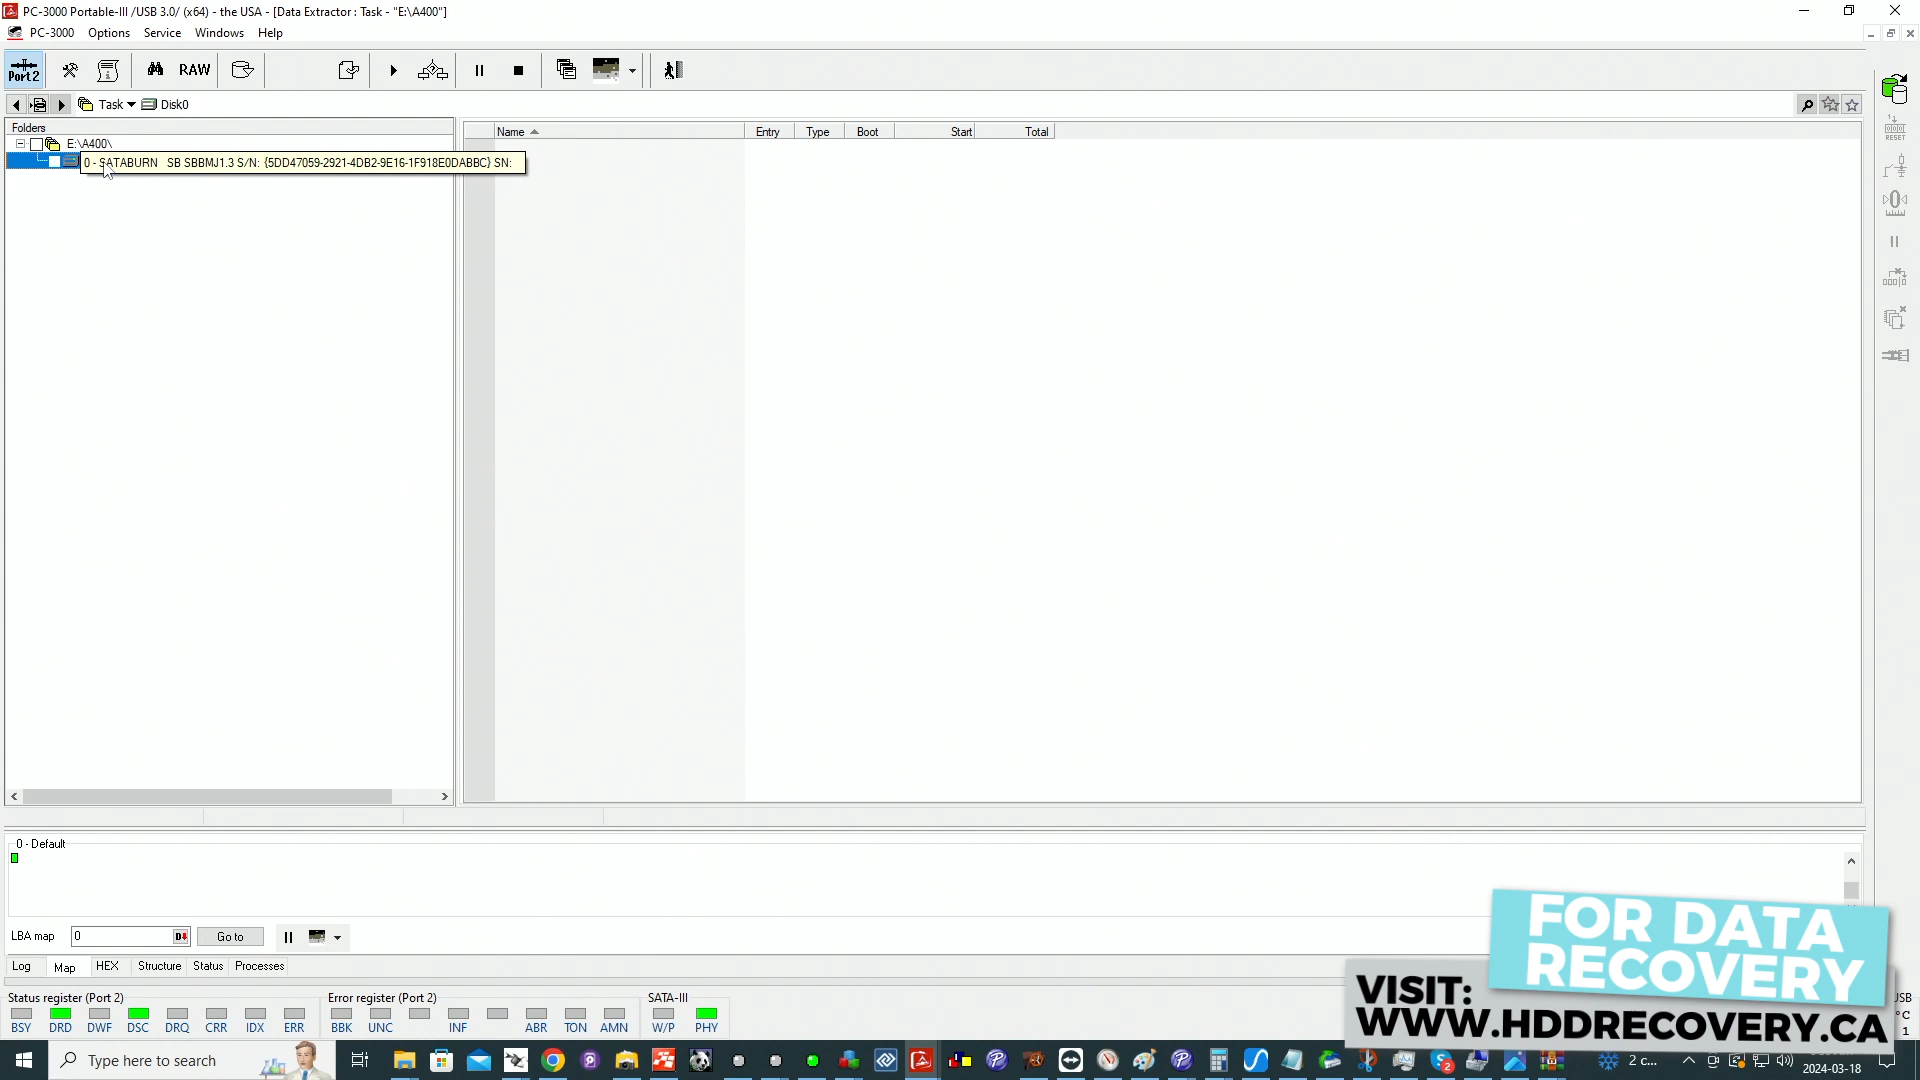 PC-3000 Portable-III /USB 3.0/ (x64) - the USA - [Data Extractor : Task - "E:\A400"]
PC-3000 Options Service Windows Help
Port2 RAW
Task Disk0
Folders
Name Entry Type Boot Start Total
E:\A400\
0 - SATABURN SB SBBMJ1.3 S/N: {5DD47059-2921-4DB2-9E16-1F918E0DABBC} SN:
RESET
0 - Default
LBA map 0 Go to
Log Map HEX Structure Status Processes
Status register (Port 2) Error register (Port 2) SATA-III
BSY DRD DWF DSC DRQ CRR IDX ERR BBK UNC INF ABR TON AMN W/P PHY
FOR DATA
RECOVERY
VISIT:
WWW.HDDRECOVERY.CA
Type here to search
2 c...
2024-03-18